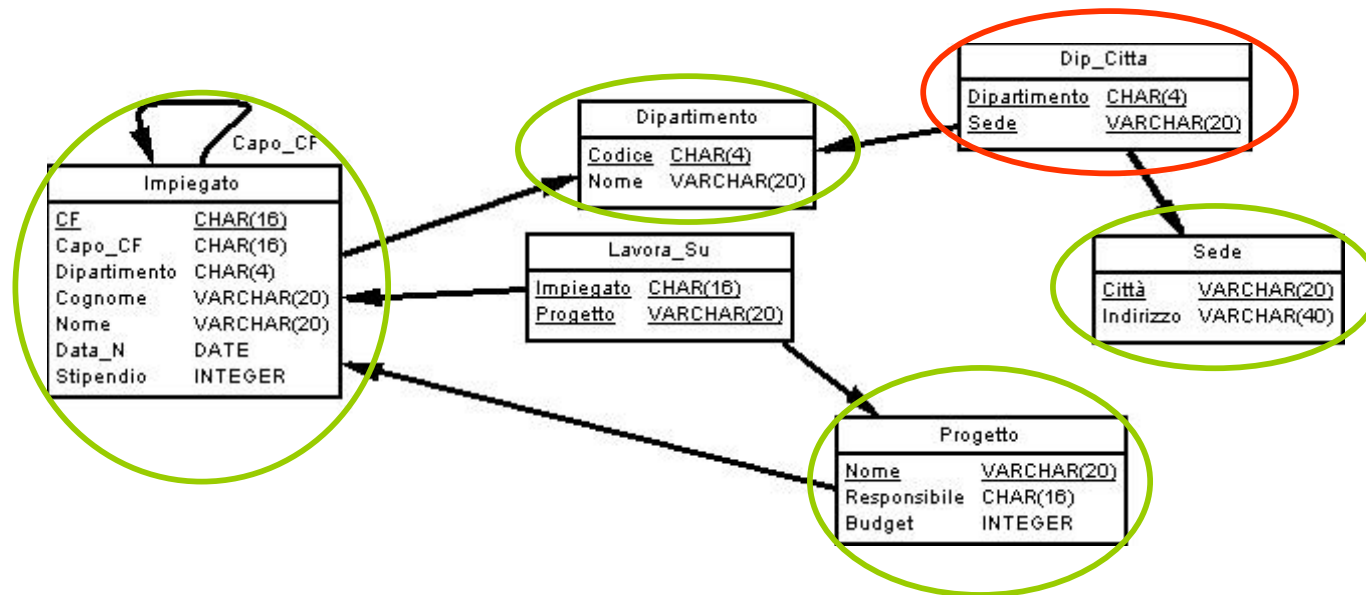 Capo_CF
Impiegato
CF CHAR(16)
Capo_CF CHAR(16)
Dipartimento CHAR(4)
Cognome VARCHAR(20)
Nome VARCHAR(20)
Data_N DATE
Stipendio INTEGER
Dipartimento
Codice CHAR(4)
Nome VARCHAR(20)
Dip_Citta
Dipartimento CHAR(4)
Sede VARCHAR(20)
Lavora_Su
Impiegato CHAR(16)
Progetto VARCHAR(20)
Sede
Città VARCHAR(20)
Indirizzo VARCHAR(40)
Progetto
Nome VARCHAR(20)
Responsibile CHAR(16)
Budget INTEGER